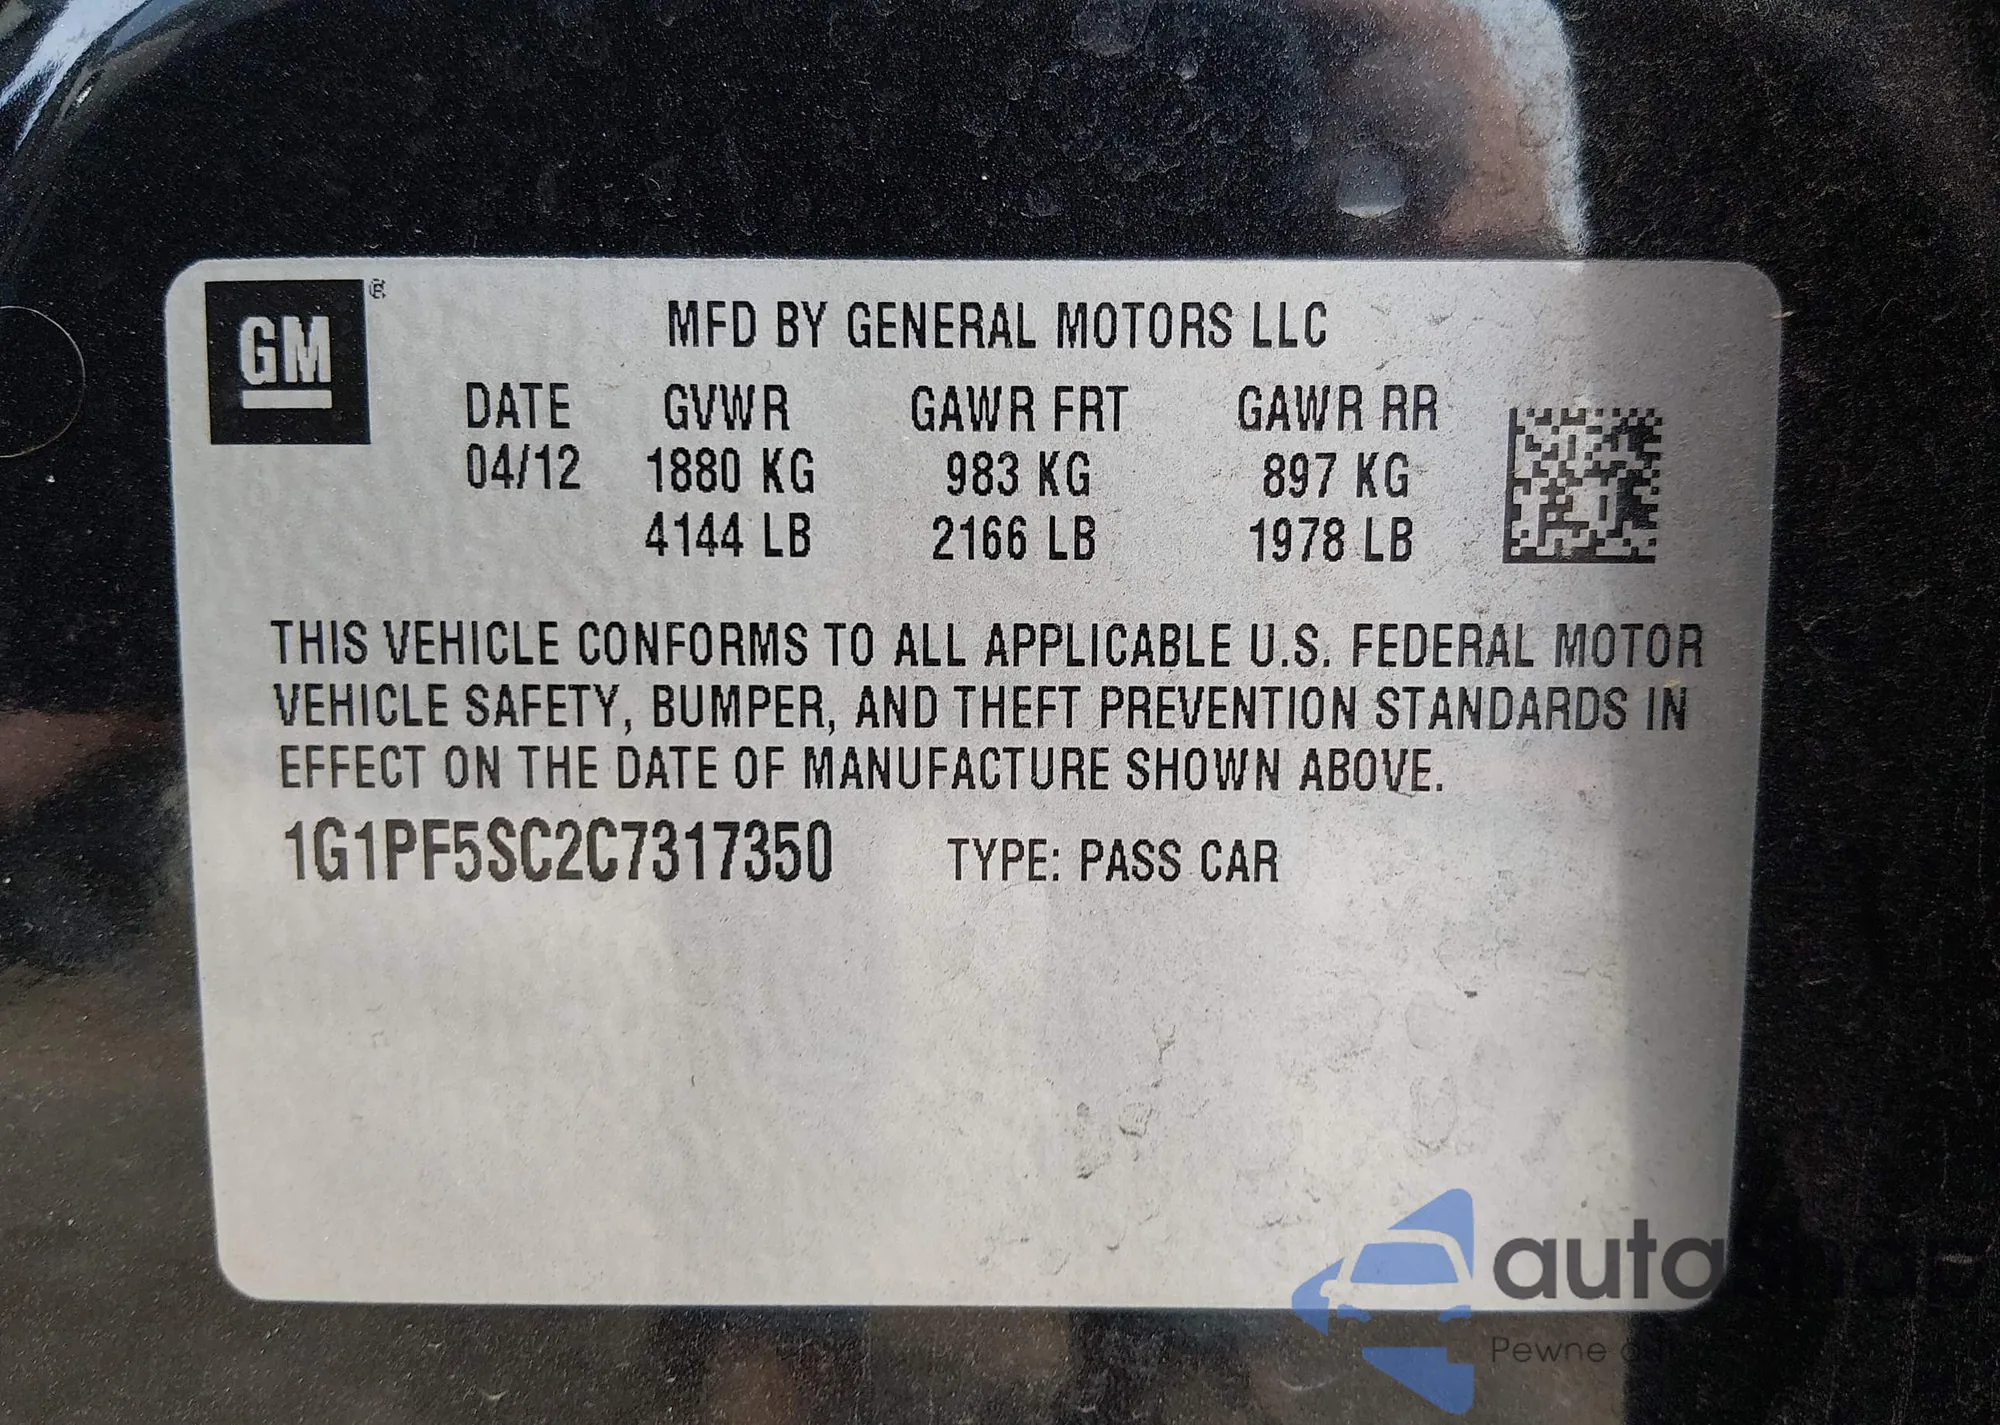 GM ®
MFD BY GENERAL MOTORS LLC
DATE GVWR GAWR FRT GAWR RR
04/12 1880 KG 983 KG 897 KG
4144 LB 2166 LB 1978 LB
THIS VEHICLE CONFORMS TO ALL APPLICABLE U.S. FEDERAL MOTOR
VEHICLE SAFETY, BUMPER, AND THEFT PREVENTION STANDARDS IN
EFFECT ON THE DATE OF MANUFACTURE SHOWN ABOVE.
1G1PF5SC2C7317350 TYPE: PASS CAR
Pewne